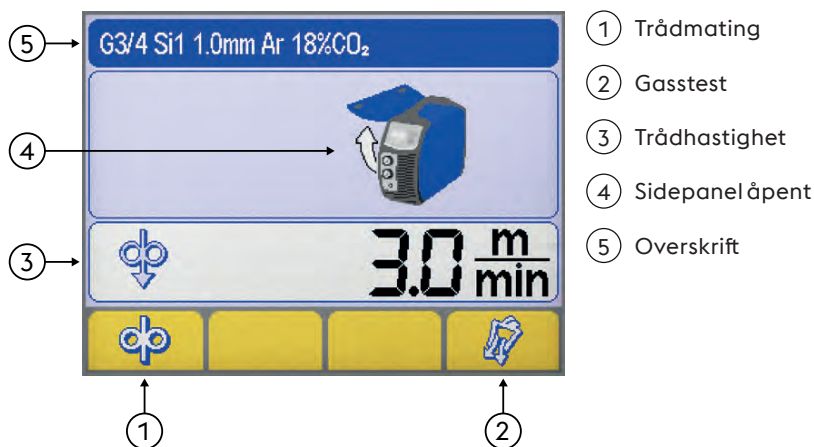 5
G3/4 Si1 1.0mm Ar 18%CO₂
4
3
3.0 m/min
1
2
1 Trådmating
2 Gasstest
3 Trådhastighet
4 Sidepanel åpent
5 Overskrift